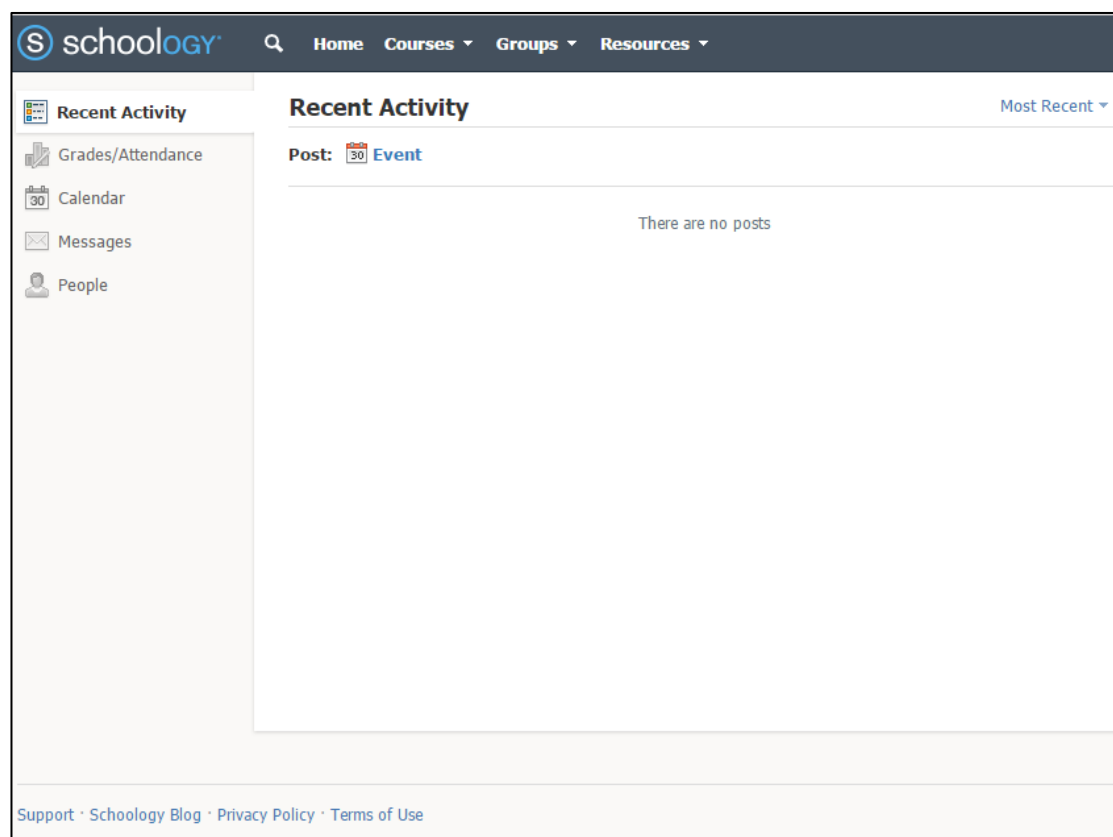 S schoology Home Courses Groups Resources
Recent Activity
Grades/Attendance
30 Calendar
Messages
People
Recent Activity Most Recent
Post: 30 Event
There are no posts
Support · Schoology Blog · Privacy Policy · Terms of Use